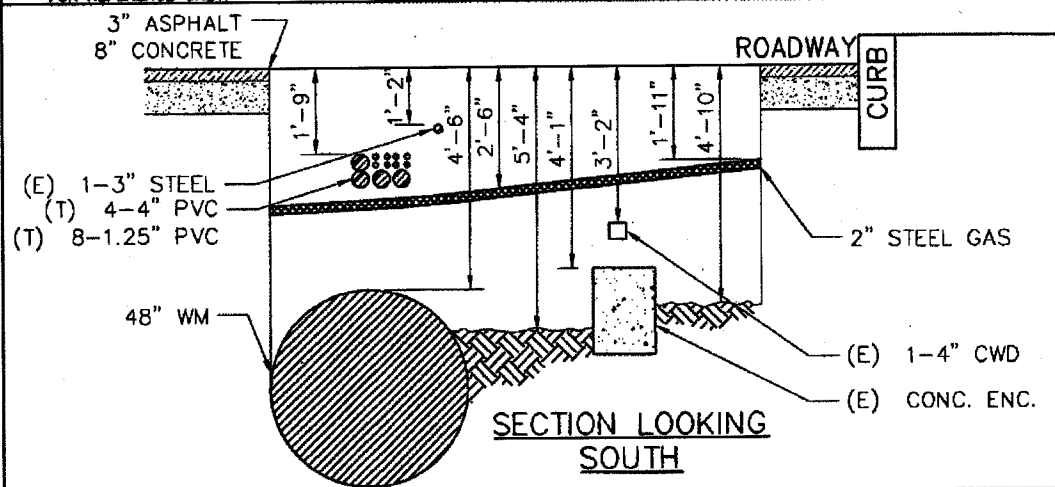 3" ASPHALT
8" CONCRETE
ROADWAY
CURB
1'-9"
1'-2"
4'-6"
2'-6"
5'-4"
4'-1"
3'-2"
1'-11"
4'-10"
(E) 1-3" STEEL
(T) 4-4" PVC
(T) 8-1.25" PVC
2" STEEL GAS
48" WM
(E) 1-4" CWD
(E) CONC. ENC.
SECTION LOOKING
SOUTH